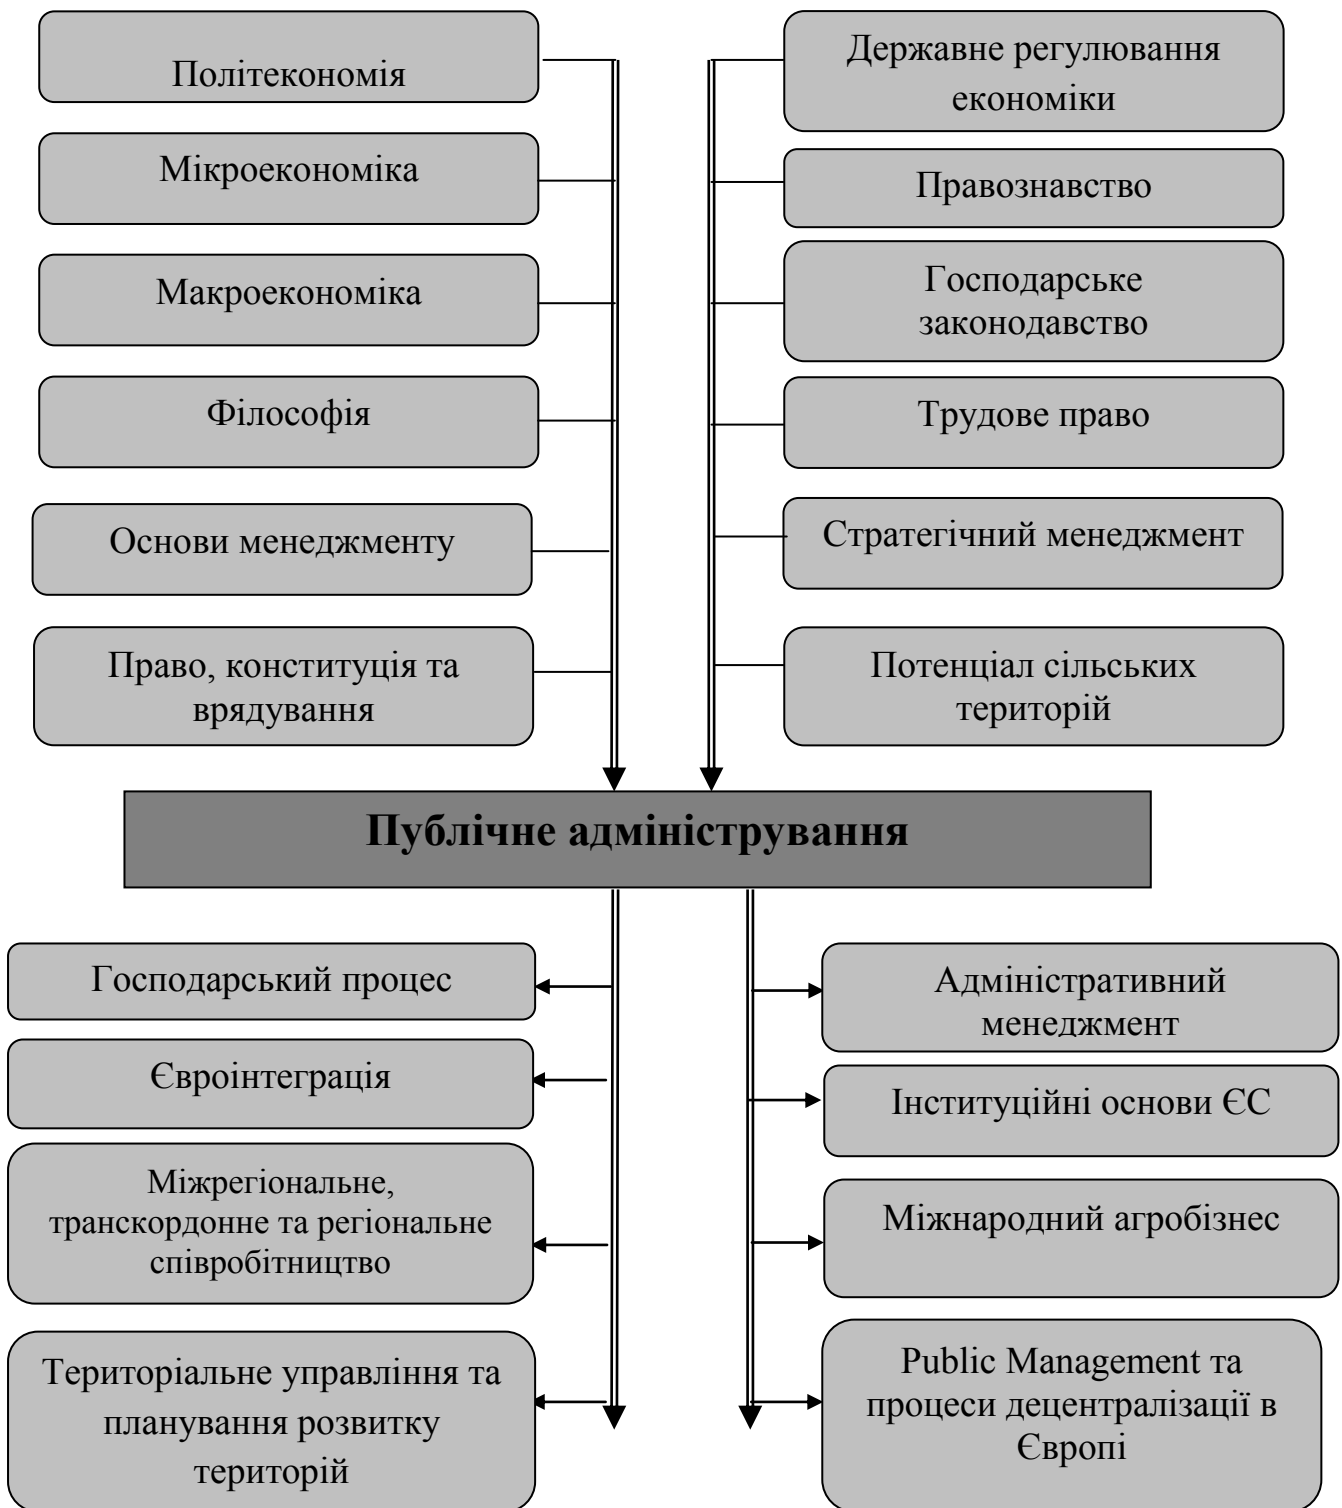 Політекономія
Мікроекономіка
Макроекономіка
Філософія
Основи менеджменту
Право, конституція та
врядування
Державне регулювання
економіки
Правознавство
Господарське
законодавство
Трудове право
Стратегічний менеджмент
Потенціал сільських
територій
Публічне адміністрування
Господарський процес
Євроінтеграція
Міжрегіональне,
транскордонне та регіональне
співробітництво
Територіальне управління та
планування розвитку
територій
Адміністративний
менеджмент
Інституційні основи ЄС
Міжнародний агробізнес
Public Management та
процеси децентралізації в
Європі